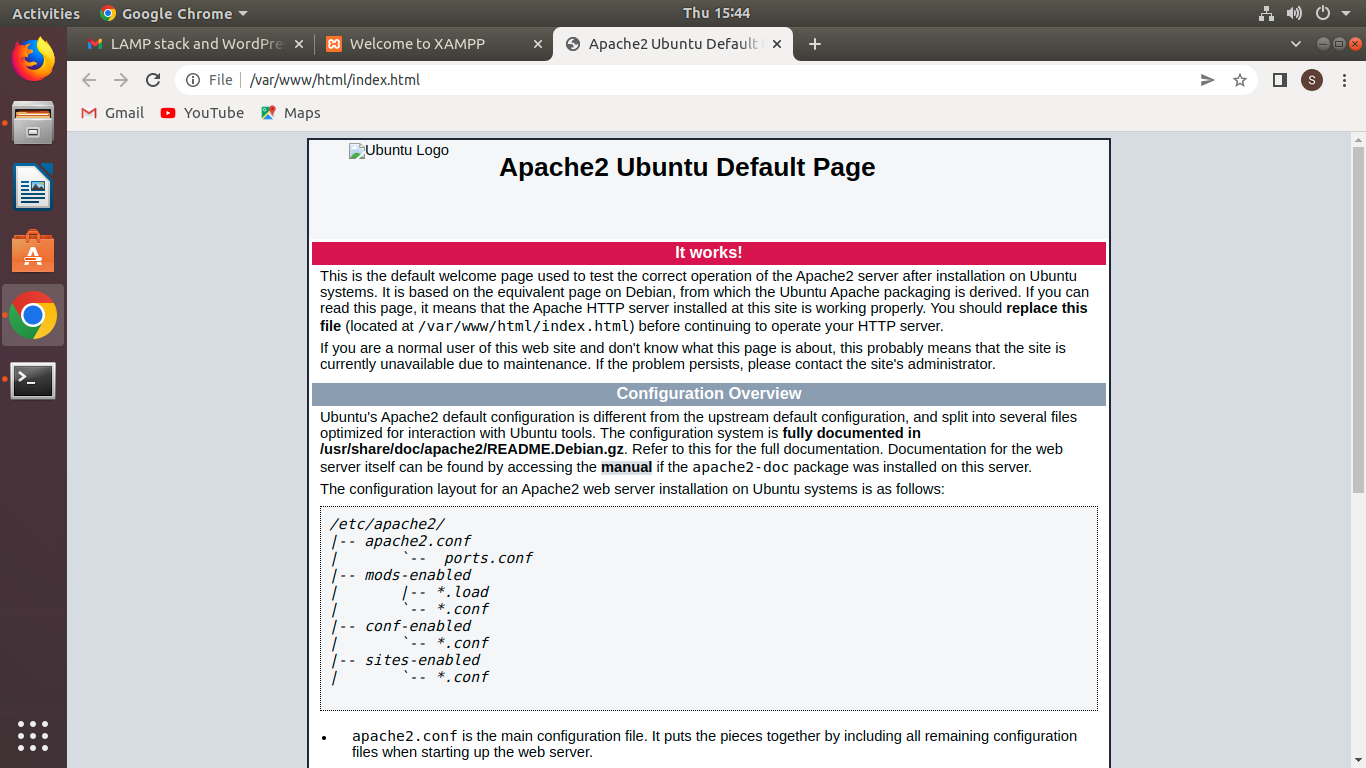 Activities
Google Chrome
Thu 15:44
LAMP stack and WordPre
Welcome to XAMPP
Apache2 Ubuntu Default
File
/var/www/html/index.html
S
Gmail
YouTube
Maps
Ubuntu Logo
Apache2 Ubuntu Default Page
It works!
This is the default welcome page used to test the correct operation of the Apache2 server after installation on Ubuntu
systems. It is based on the equivalent page on Debian, from which the Ubuntu Apache packaging is derived. If you can
read this page, it means that the Apache HTTP server installed at this site is working properly. You should replace this
file (located at /var/www/html/index.html) before continuing to operate your HTTP server.
If you are a normal user of this web site and don't know what this page is about, this probably means that the site is
currently unavailable due to maintenance. If the problem persists, please contact the site's administrator.
Configuration Overview
Ubuntu's Apache2 default configuration is different from the upstream default configuration, and split into several files
optimized for interaction with Ubuntu tools. The configuration system is fully documented in
/usr/share/doc/apache2/README.Debian.gz. Refer to this for the full documentation. Documentation for the web
server itself can be found by accessing the manual if the apache2-doc package was installed on this server.
The configuration layout for an Apache2 web server installation on Ubuntu systems is as follows:
/etc/apache2/
|-- apache2.conf
|       `--  ports.conf
|-- mods-enabled
|       |-- *.load
|       `-- *.conf
|-- conf-enabled
|       `-- *.conf
|-- sites-enabled
|       `-- *.conf
• apache2.conf is the main configuration file. It puts the pieces together by including all remaining configuration
files when starting up the web server.